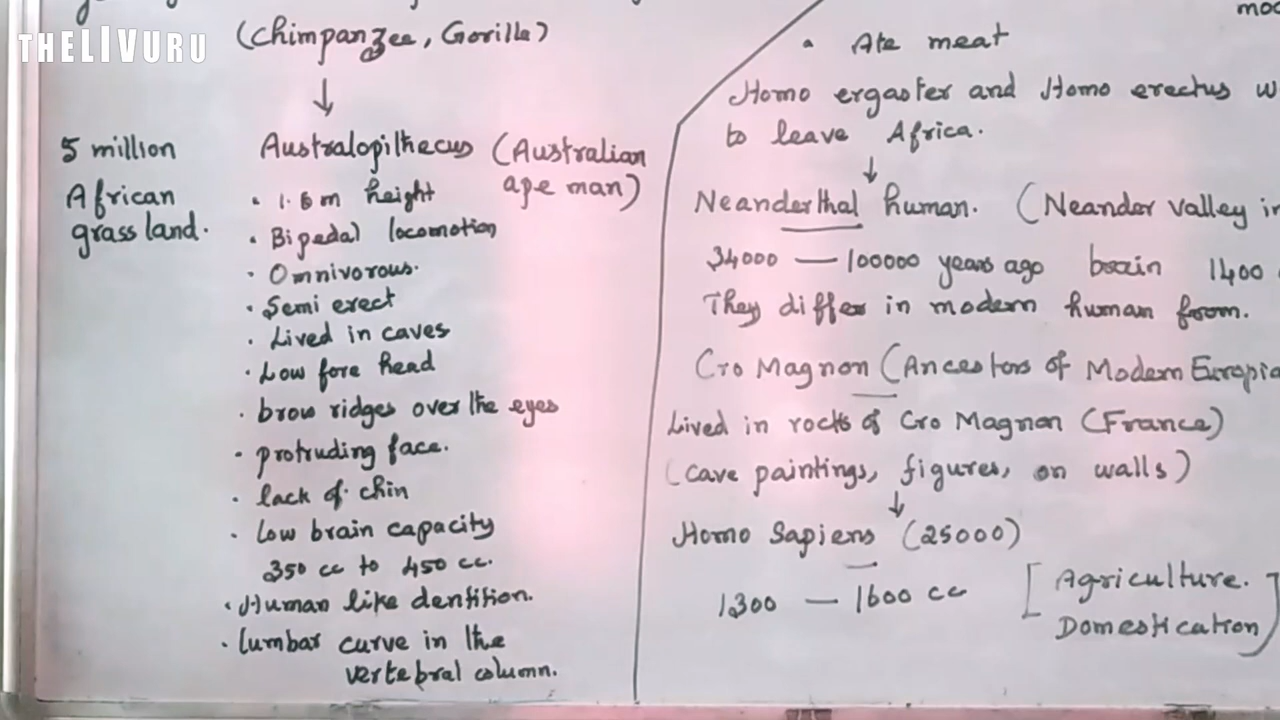 THELIVURU
(Chimpanzee, Gorilla)
↓
5 million
African
grass land.
Australopilthecus (Australian
ape man)
• 1.6m height
• Bipedal locomotion
• Omnivorous.
• Semi erect
• Lived in caves
• Low fore head
• brow ridges over the eyes
• protruding face.
• lack of chin
• Low brain capacity
350 cc to 450 cc.
• Human like dentition.
• Lumbar curve in the
vertebral column.
• Ate meat
Homo ergaster and Homo erectus
to leave Africa.
↓
Neanderthal human. (Neander valley in
34000 — 100000 years ago brain 1400
They differ in modern human form.
Cro Magnon (Ancestors of Modern
Lived in rocks of Cro Magnon (France)
(cave paintings, figures, on walls)
↓
Homo Sapiens (25000)
1300 — 1600 cc [Agriculture.
Domestication]